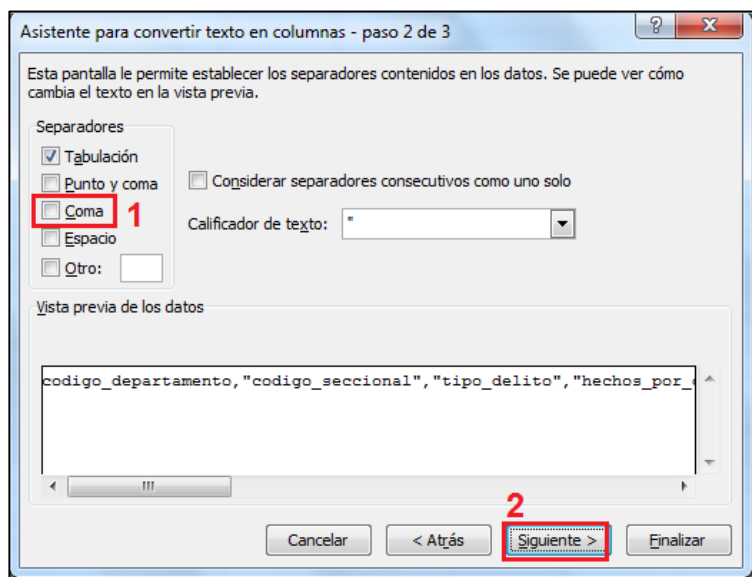 Asistente para convertir texto en columnas - paso 2 de 3
?
X
Esta pantalla le permite establecer los separadores contenidos en los datos. Se puede ver cómo
cambia el texto en la vista previa.
Separadores
Tabulación
Punto y coma
Coma
1
Espacio
Otro:
Considerar separadores consecutivos como uno solo
Calificador de texto:
"
Vista previa de los datos
codigo_departamento,"codigo_seccional","tipo_delito","hechos_por_
2
Cancelar
< Atrás
Siguiente >
Finalizar